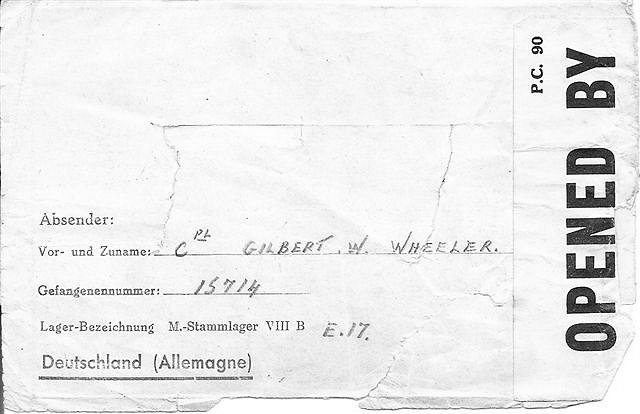 Absender:
Vor- und Zuname: Cpl GILBERT. W. WHEELER.
Gefangenennummer: 15714
Lager-Bezeichnung M.-Stammlager VIII B E.17.
Deutschland (Allemagne)
P.C. 90
OPENED BY